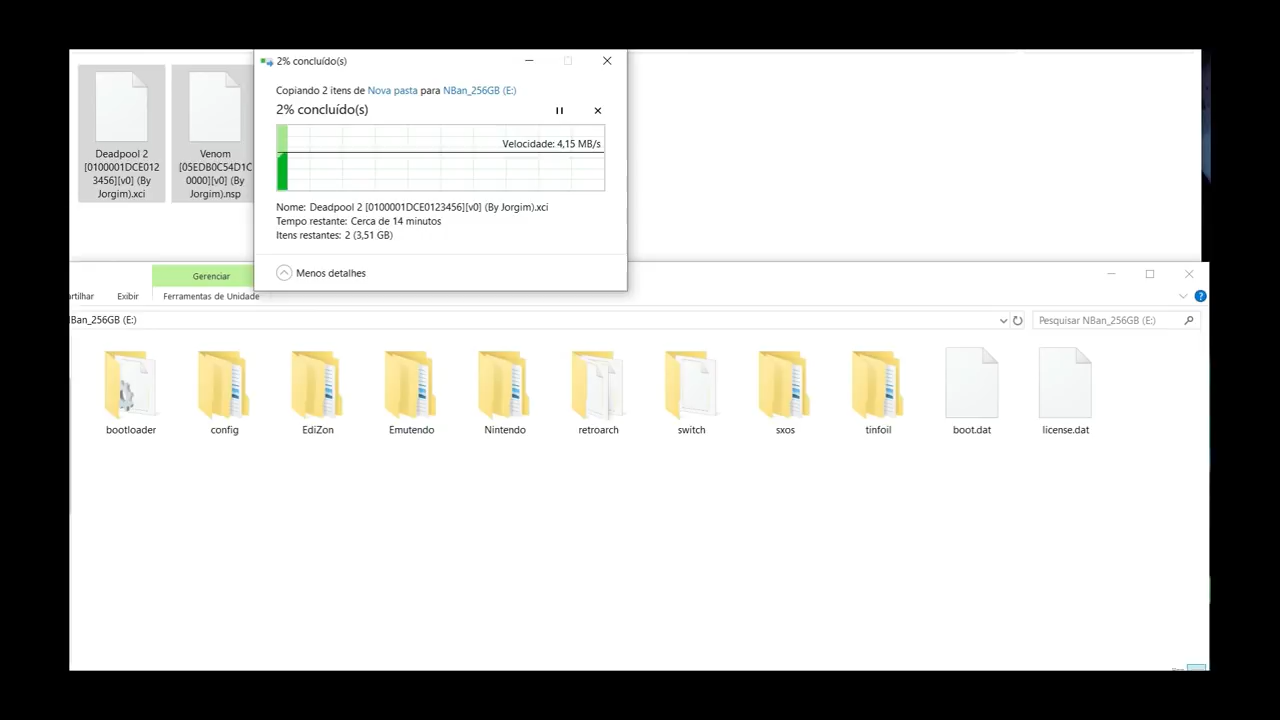 2% concluído(s)
Copiando 2 itens de Nova pasta para NBan_256GB (E:)
2% concluído(s)
Velocidade: 4,15 MB/s
Nome: Deadpool 2 [0100001DCE0123456][v0] (By Jorgim).xci
Tempo restante: Cerca de 14 minutos
Itens restantes: 2 (3,51 GB)
Menos detalhes
Deadpool 2
[0100001DCE012
3456][v0] (By
Jorgim).xci
Venom
[05EDB0C54D1C
0000][v0] (By
Jorgim).nsp
Gerenciar
artilhar Exibir Ferramentas de Unidade
Ban_256GB (E:)
Pesquisar NBan_256GB (E:)
bootloader config EdiZon Emutendo Nintendo retroarch switch sxos tinfoil boot.dat license.dat